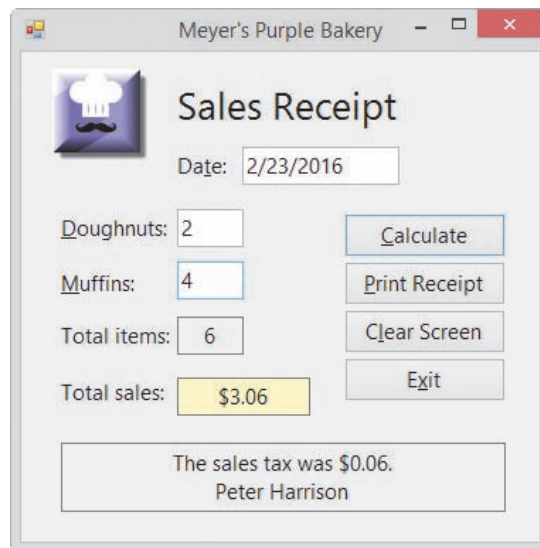 Meyer's Purple Bakery
Sales Receipt
Date: 2/23/2016
Doughnuts: 2
Calculate
Muffins: 4
Print Receipt
Total items: 6
Clear Screen
Exit
Total sales: $3.06
The sales tax was $0.06.
Peter Harrison